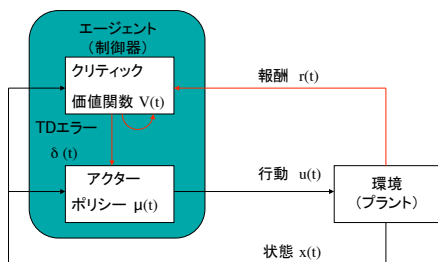 エージェント
(制御器)
クリティック
価値関数 V(t)
報酬 r(t)
TDエラー
δ (t)
アクター
ポリシー μ(t)
行動 u(t)
環境
(プラント)
状態 x(t)